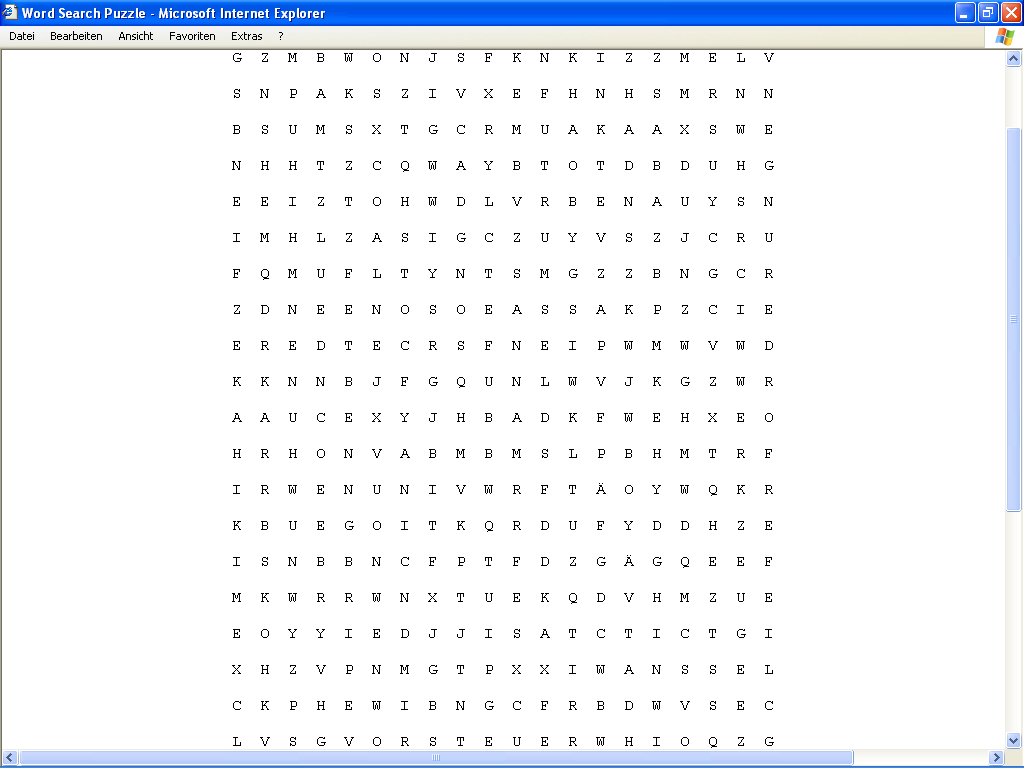 Word Search Puzzle - Microsoft Internet Explorer
Datei Bearbeiten Ansicht Favoriten Extras ?
G Z M B W O N J S F K N K I Z Z M E L V
S N P A K S Z I V X E F H N H S M R N N
B S U M S X T G C R M U A K A A X S W E
N H H T Z C Q W A Y B T O T D B D U H G
E E I Z T O H W D L V R B E N A U Y S N
I M H L Z A S I G C Z U Y V S Z J C R U
F Q M U F L T Y N T S M G Z Z B N G C R
Z D N E E N O S O E A S S A K P Z C I E
E R E D T E C R S F N E I P W M W V W D
K K N N B J F G Q U N L W V J K G Z W R
A A U C E X Y J H B A D K F W E H X E O
H R H O N V A B M B M S L P B H M T R F
I R W E N U N I V W R F T Ä O Y W Q K R
K B U E G O I T K Q R D U F Y D D H Z E
I S N B B N C F P T F D Z G Ä G Q E E F
M K W R R W N X T U E K Q D V H M Z U E
E O Y Y I E D J J I S A T C T I C T G I
X H Z V P N M G T P X X I W A N S S E L
C K P H E W I B N G C F R B D W V S E C
L V S G V O R S T E U E R W H I O Q Z G